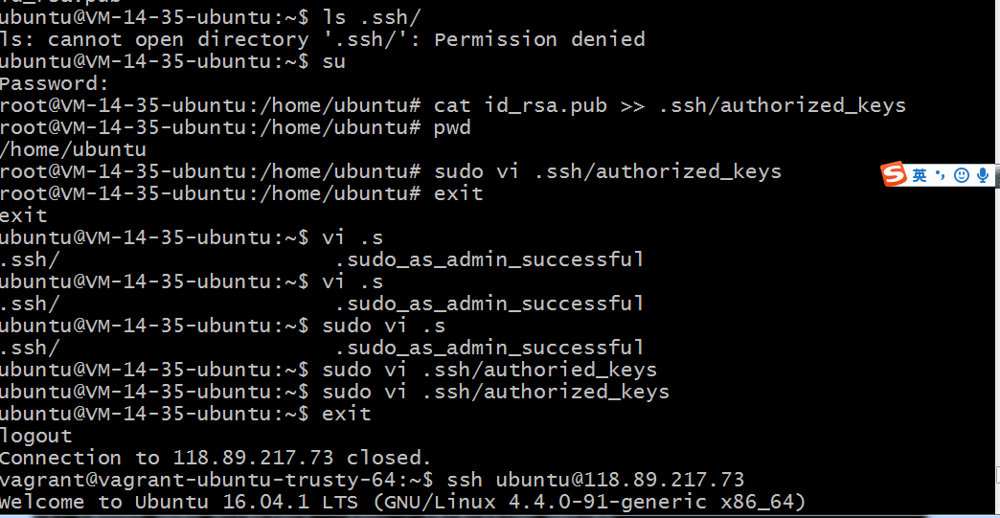 id_rsa.pub
ubuntu@VM-14-35-ubuntu:~$ ls .ssh/
ls: cannot open directory '.ssh/': Permission denied
ubuntu@VM-14-35-ubuntu:~$ su
Password:
root@VM-14-35-ubuntu:/home/ubuntu# cat id_rsa.pub >> .ssh/authorized_keys
root@VM-14-35-ubuntu:/home/ubuntu# pwd
/home/ubuntu
root@VM-14-35-ubuntu:/home/ubuntu# sudo vi .ssh/authorized_keys
英
root@VM-14-35-ubuntu:/home/ubuntu# exit
exit
ubuntu@VM-14-35-ubuntu:~$ vi .s
.ssh/ .sudo_as_admin_successful
ubuntu@VM-14-35-ubuntu:~$ vi .s
.ssh/ .sudo_as_admin_successful
ubuntu@VM-14-35-ubuntu:~$ sudo vi .s
.ssh/ .sudo_as_admin_successful
ubuntu@VM-14-35-ubuntu:~$ sudo vi .ssh/authoried_keys
ubuntu@VM-14-35-ubuntu:~$ sudo vi .ssh/authorized_keys
ubuntu@VM-14-35-ubuntu:~$ exit
logout
Connection to 118.89.217.73 closed.
vagrant@vagrant-ubuntu-trusty-64:~$ ssh ubuntu@118.89.217.73
Welcome to Ubuntu 16.04.1 LTS (GNU/Linux 4.4.0-91-generic x86_64)